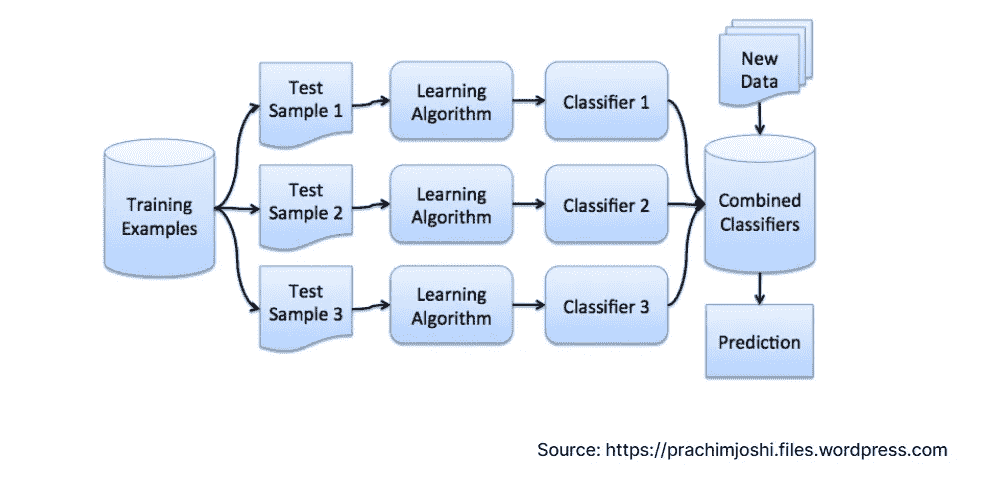 New
Data
Test
Sample 1
Learning
Algorithm
Classifier 1
Training
Examples
Test
Sample 2
Learning
Algorithm
Classifier 2
Combined
Classifiers
Test
Sample 3
Learning
Algorithm
Classifier 3
Prediction
Source: https://prachimjoshi.files.wordpress.com